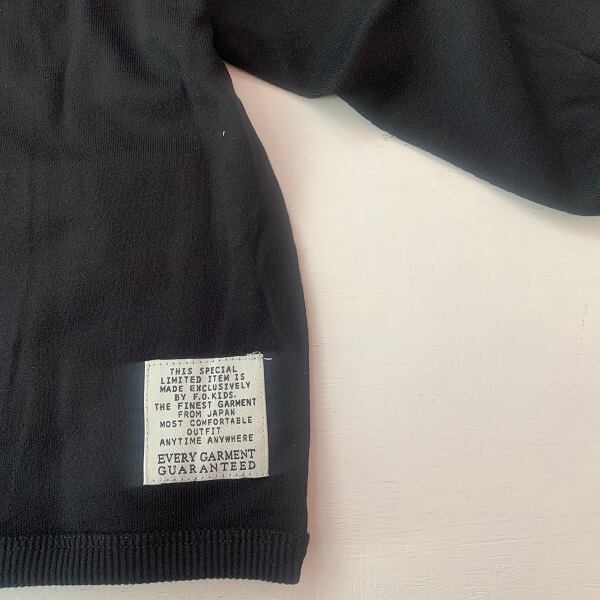 THIS SPECIAL
LIMITED ITEM IS
MADE EXCLUSIVELY
BY F.O.KIDS.
THE FINEST GARMENT
FROM JAPAN
MOST COMFORTABLE
OUTFIT
ANYTIME ANYWHERE
EVERY GARMENT
GUARANTEED